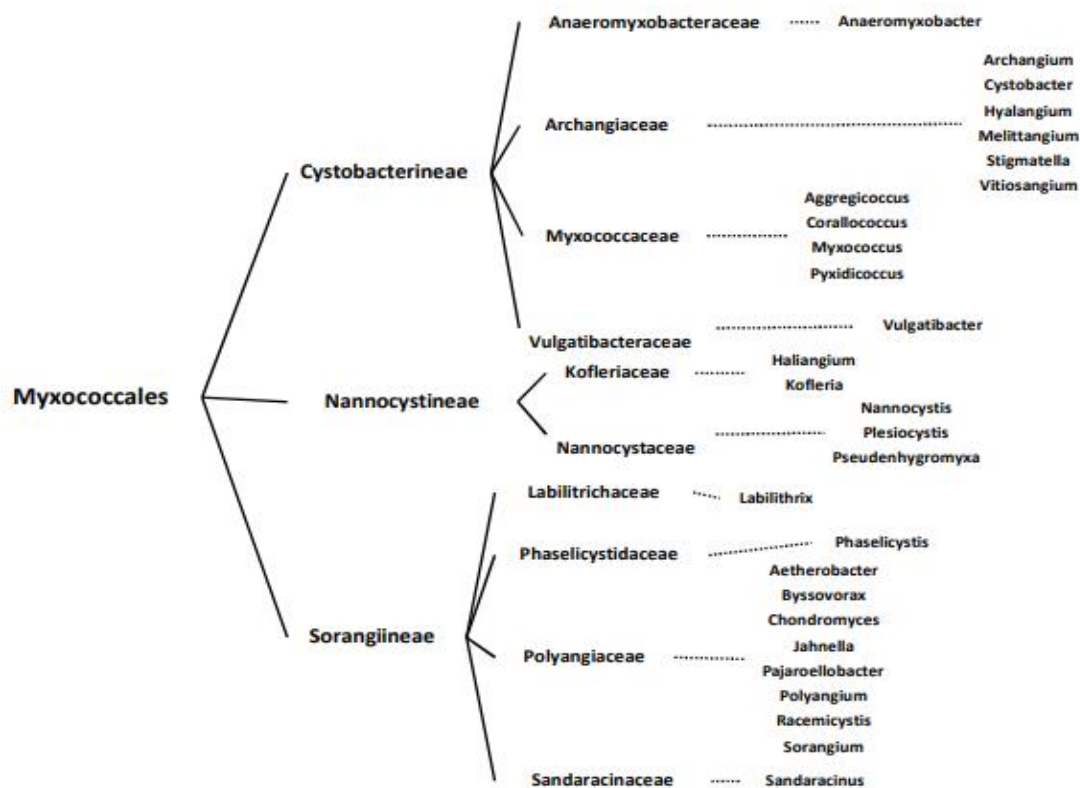 Anaeromyxobacteraceae
Anaeromyxobacter
Archangium
Cystobacter
Hyalangium
Archangiaceae
Melittangium
Stigmatella
Cystobacterineae
Vitiosangium
Aggregicoccus
Corallococcus
Myxococcaceae
Myxococcus
Pyxidicoccus
Vulgatibacter
Vulgatibacteraceae
Haliangium
Kofleriaceae
Kofleria
Myxococcales
Nannocystineae
Nannocystis
Plesiocystis
Nannocystaceae
Pseudenhygromyxa
Labilitrichaceae
Labilithrix
Phaselicystis
Phaselicystidaceae
Aetherobacter
Byssovorax
Chondromyces
Sorangiineae
Jahnella
Polyangiaceae
Pajaroellobacter
Polyangium
Racemicystis
Sorangium
Sandaracinaceae
Sandaracinus